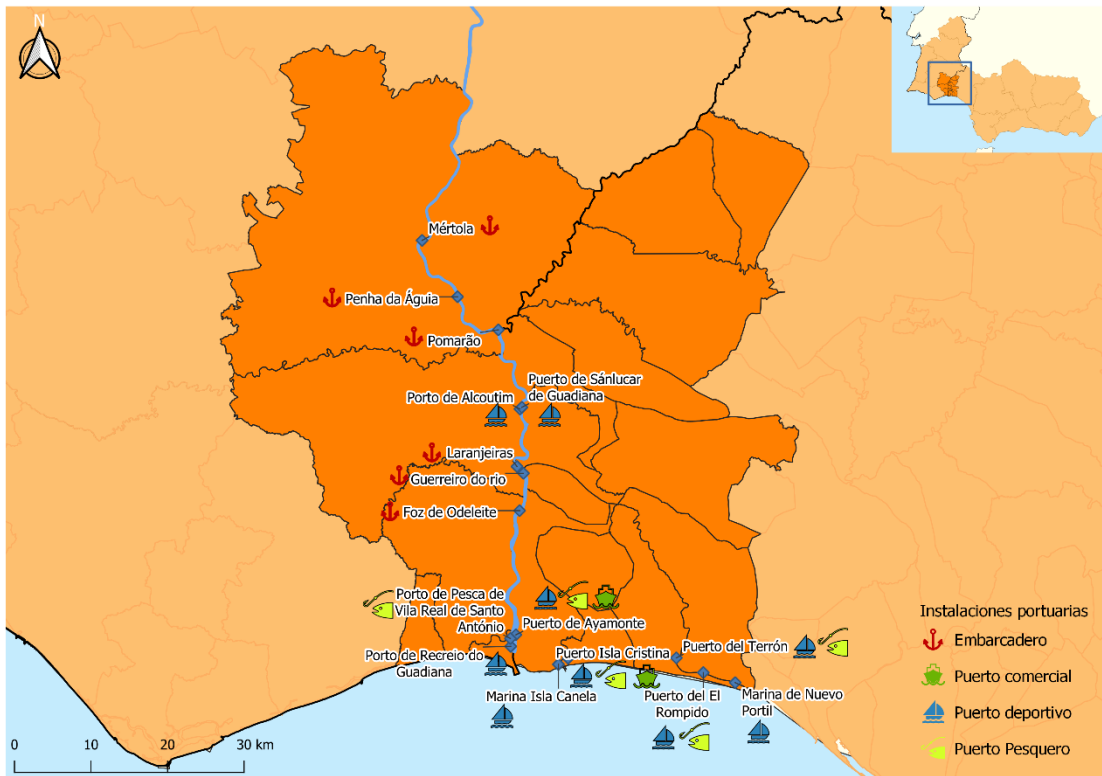 N
Mértola
Penha da Águia
Pomarão
Puerto de Sánlucar
de Guadiana
Porto de Alcoutim
Laranjeiras
Guerreiro do rio
Foz de Odeleite
Porto de Pesca de
Vila Real de Santo
António
Puerto de Ayamonte
Porto de Recreio do
Guadiana
Puerto Isla Cristina
Puerto del Terrón
Marina Isla Canela
Puerto del El
Rompido
Marina de Nuevo
Portil
Instalaciones portuarias
Embarcadero
Puerto comercial
Puerto deportivo
Puerto Pesquero
0 10 20 30 km